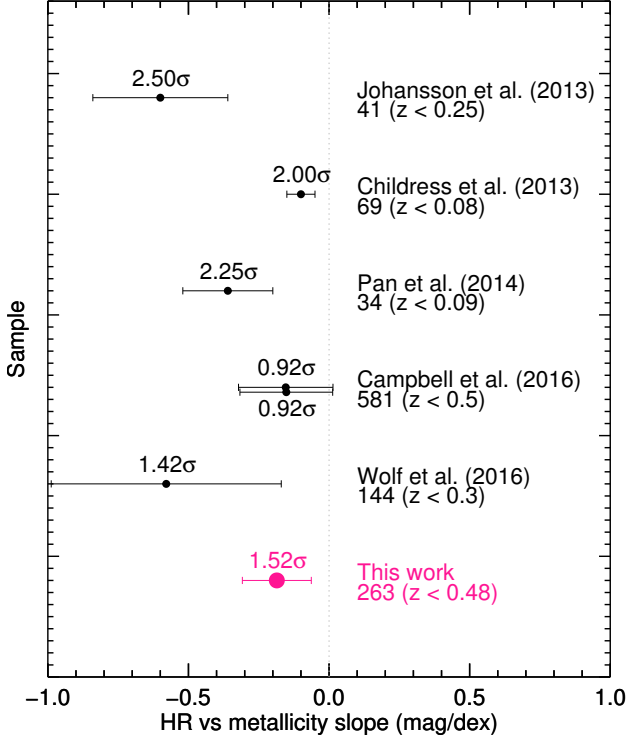 2.50σ
Johansson et al. (2013)
41 (z < 0.25)
2.00σ
Childress et al. (2013)
69 (z < 0.08)
2.25σ
Pan et al. (2014)
34 (z < 0.09)
0.92σ
0.92σ
Campbell et al. (2016)
581 (z < 0.5)
1.42σ
Wolf et al. (2016)
144 (z < 0.3)
1.52σ
This work
263 (z < 0.48)
Sample
−1.0 −0.5 0.0 0.5 1.0
HR vs metallicity slope (mag/dex)